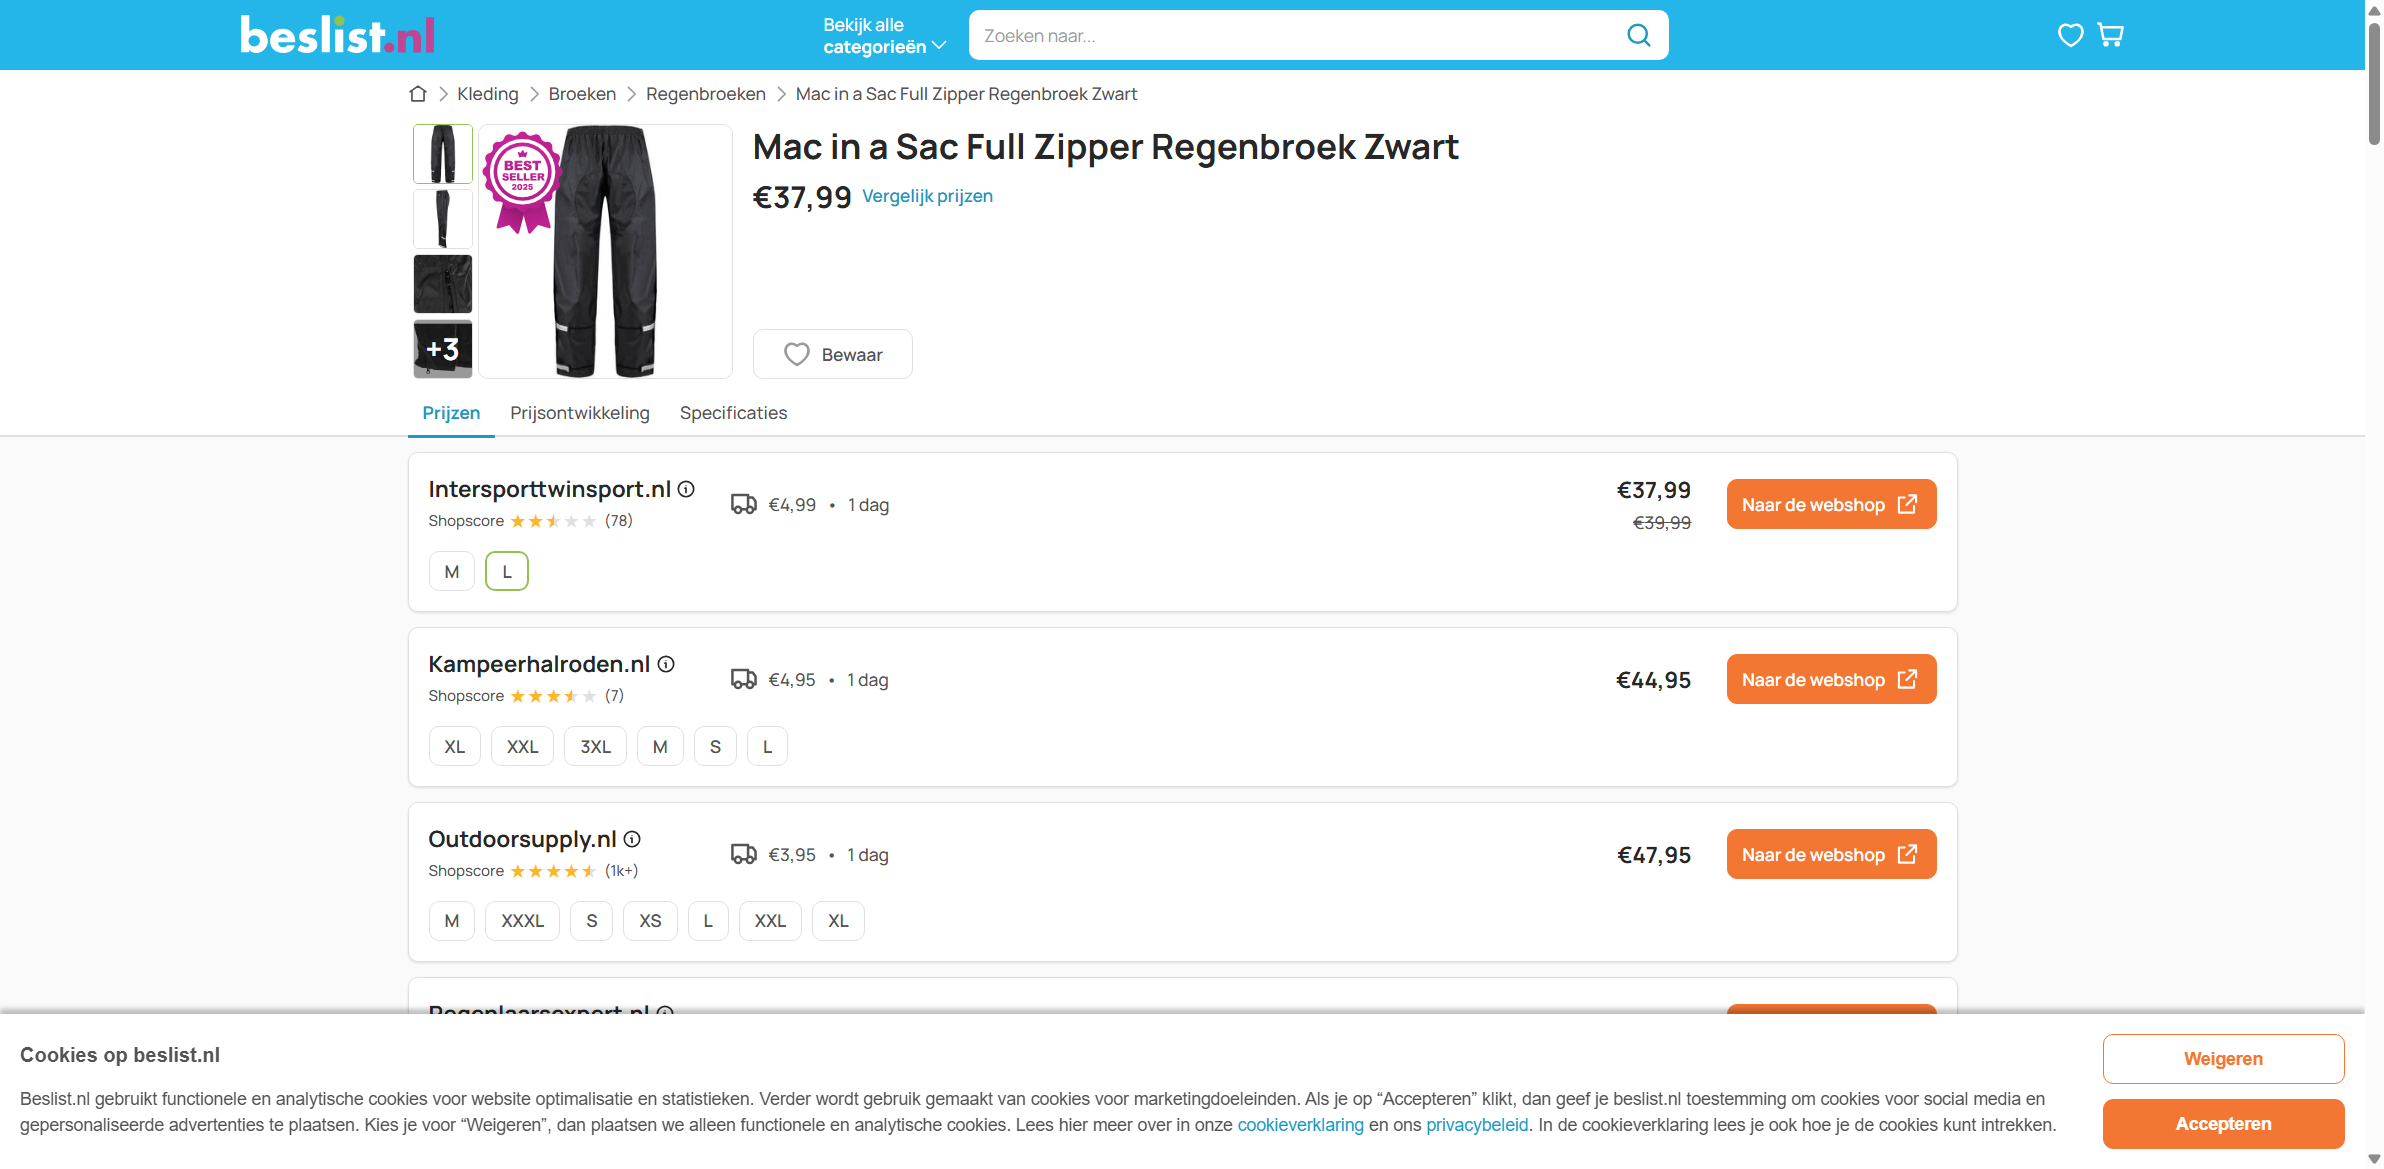 beslist.nl
Bekijk alle
categorieën
Zoeken naar...
Kleding
Broeken
Regenbroeken
Mac in a Sac Full Zipper Regenbroek Zwart
BEST
SELLER
2025
+3
Mac in a Sac Full Zipper Regenbroek Zwart
€37,99 Vergelijk prijzen
Bewaar
Prijzen
Prijsontwikkeling
Specificaties
Intersporttwinsport.nl
Shopscore (78)
€4,99 • 1 dag
€37,99
€39,99
Naar de webshop
M
L
Kampeerhalroden.nl
Shopscore (7)
€4,95 • 1 dag
€44,95
Naar de webshop
XL
XXL
3XL
M
S
L
Outdoorsupply.nl
Shopscore (1k+)
€3,95 • 1 dag
€47,95
Naar de webshop
M
XXXL
S
XS
L
XXL
XL
Cookies op beslist.nl
Beslist.nl gebruikt functionele en analytische cookies voor website optimalisatie en statistieken. Verder wordt gebruik gemaakt van cookies voor marketingdoeleinden. Als je op “Accepteren” klikt, dan geef je beslist.nl toestemming om cookies voor social media en
gepersonaliseerde advertenties te plaatsen. Kies je voor “Weigeren”, dan plaatsen we alleen functionele en analytische cookies. Lees hier meer over in onze cookieverklaring en ons privacybeleid. In de cookieverklaring lees je ook hoe je de cookies kunt intrekken.
Weigeren
Accepteren